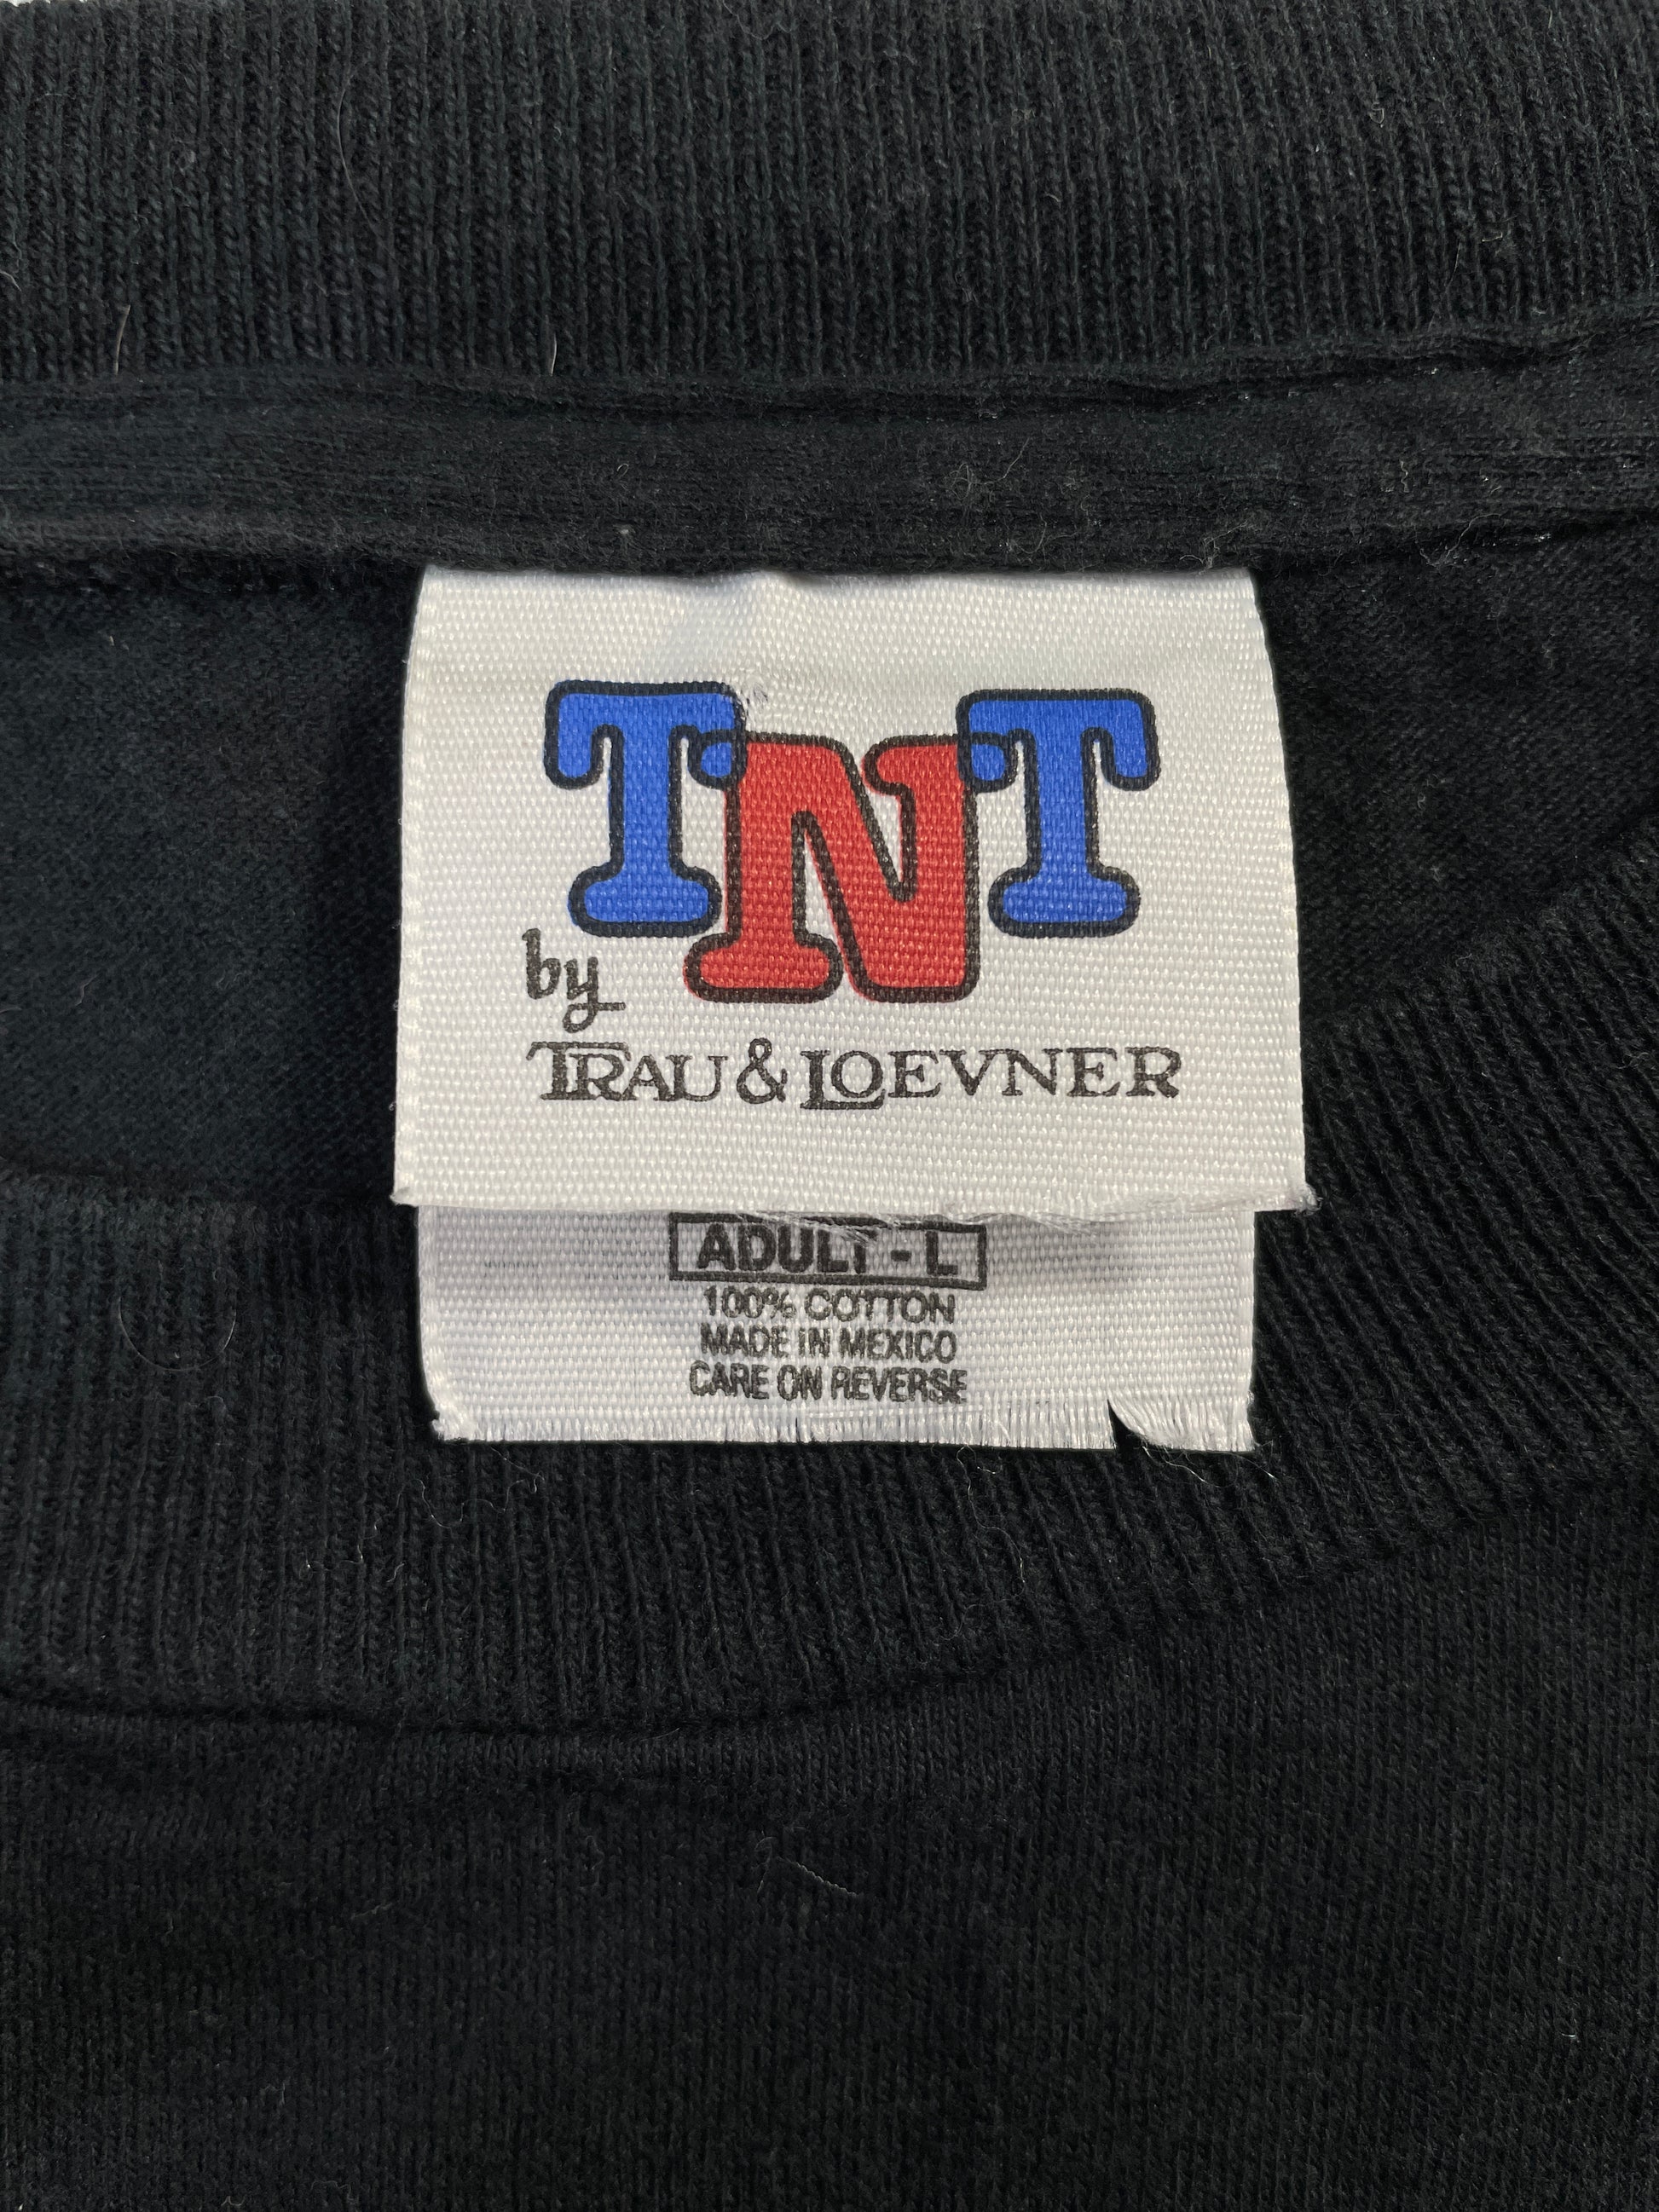 TNT
by
TRAU & LOEVNER
ADULT - L
100% COTTON
MADE IN MEXICO
CARE ON REVERSE